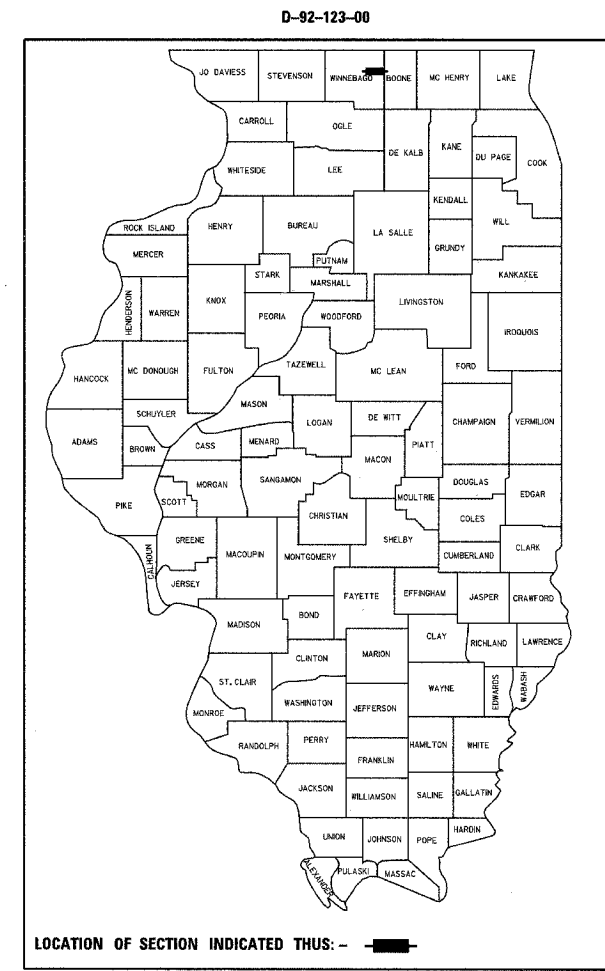 D-92-123-00
JO DAVIESS STEVENSON WINNEBAGO BOONE MC HENRY LAKE
CARROLL OGLE
DE KALB KANE DU PAGE COOK
WHITESIDE LEE
KENDALL WILL
ROCK ISLAND HENRY BUREAU LA SALLE
GRUNDY
MERCER PUTNAM
STARK MARSHALL KANKAKEE
HENDERSON WARREN KNOX PEORIA WOODFORD LIVINGSTON IROQUOIS
HANCOCK MC DONOUGH FULTON TAZEWELL MC LEAN FORD
MASON
SCHUYLER LOGAN DE WITT CHAMPAIGN VERMILION
ADAMS BROWN CASS MENARD PIATT
MACON
MORGAN SANGAMON DOUGLAS
PIKE SCOTT MOULTRIE EDGAR
CHRISTIAN COLES
GREENE SHELBY
CALHOUN MACOUPIN MONTGOMERY CUMBERLAND CLARK
JERSEY
FAYETTE EFFINGHAM JASPER CRAWFORD
MADISON BOND
CLAY RICHLAND LAWRENCE
CLINTON MARION
ST. CLAIR WAYNE EDWARDS WABASH
WASHINGTON JEFFERSON
MONROE
RANDOLPH PERRY HAMILTON WHITE
FRANKLIN
JACKSON WILLIAMSON SALINE GALLATIN
UNION JOHNSON POPE HARDIN
ALEXANDER PULASKI MASSAC
LOCATION OF SECTION INDICATED THUS: -